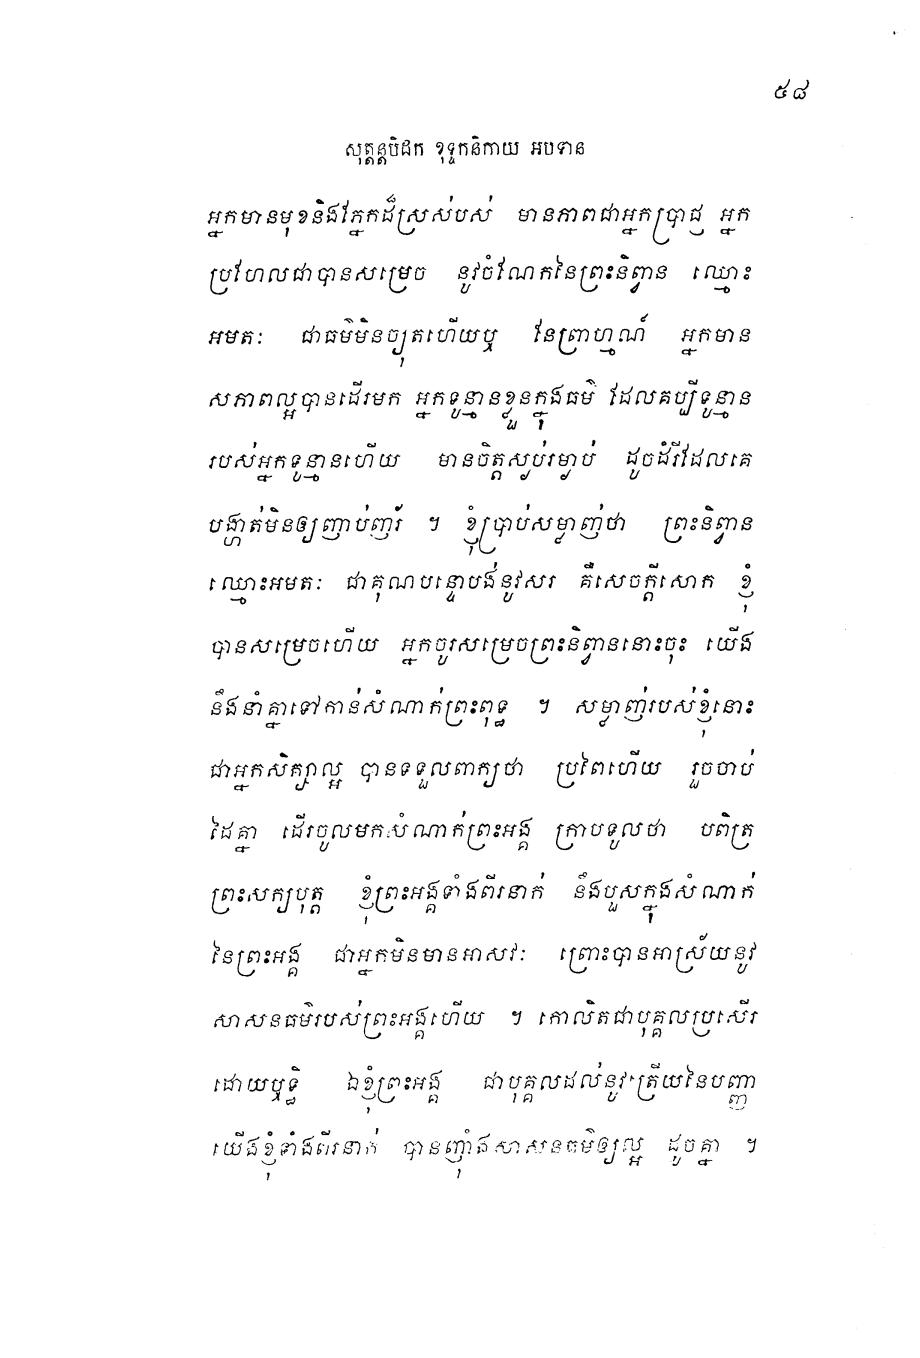 ៥៨
សុត្តន្តបិដក ខុទ្ទកនិកាយ អបទាន
អ្នកមានមុខនិងភ្នែកដ៏ស្រស់បស់ មានភាពជាអ្នកប្រាជ្ញ អ្នក
ប្រហែលជាបានសម្រេច នូវចំណែកនៃព្រះនិព្វាន ឈ្មោះ
អមតៈ ជាធម៌មិនច្យុតហើយឬ នែព្រាហ្មណ៍ អ្នកមាន
សភាពល្អបានដើរមក អ្នកទូន្មានខ្លួនក្នុងធម៌ ដែលគប្បីទូន្មាន
របស់អ្នកទូន្មានហើយ មានចិត្តស្ងប់រម្ងាប់ ដូចដំរីដែលគេ
បង្ហាត់មិនឲ្យញាប់ញ័រ ។ ខ្ញុំប្រាប់សម្លាញ់ថា ព្រះនិព្វាន
ឈ្មោះអមតៈ ជាគុណបន្ទោបង់នូវសរ គឺសេចក្តីសោក ខ្ញុំ
បានសម្រេចហើយ អ្នកចូរសម្រេចព្រះនិព្វាននោះចុះ យើង
នឹងនាំគ្នាទៅកាន់សំណាក់ព្រះពុទ្ធ ។ សម្លាញ់របស់ខ្ញុំនោះ
ជាអ្នកសិក្សាល្អ បានទទួលពាក្យថា ប្រពៃហើយ រួចចាប់
ដៃគ្នា ដើរចូលមកសំណាក់ព្រះអង្គ ក្រាបទូលថា បពិត្រ
ព្រះសក្យបុត្ត ខ្ញុំព្រះអង្គទាំងពីរនាក់ នឹងបួសក្នុងសំណាក់
នៃព្រះអង្គ ជាអ្នកមិនមានអាសវៈ ព្រោះបានអាស្រ័យនូវ
សាសនធម៌របស់ព្រះអង្គហើយ ។ កោលិតជាបុគ្គលប្រសើរ
ដោយឫទ្ធិ ឯខ្ញុំព្រះអង្គ ជាបុគ្គលដល់នូវត្រើយនៃបញ្ញា
យើងខ្ញុំទាំងពីរនាក់ បានញ៉ាំងសាសនធម៌ឲ្យល្អ ដូចគ្នា ។